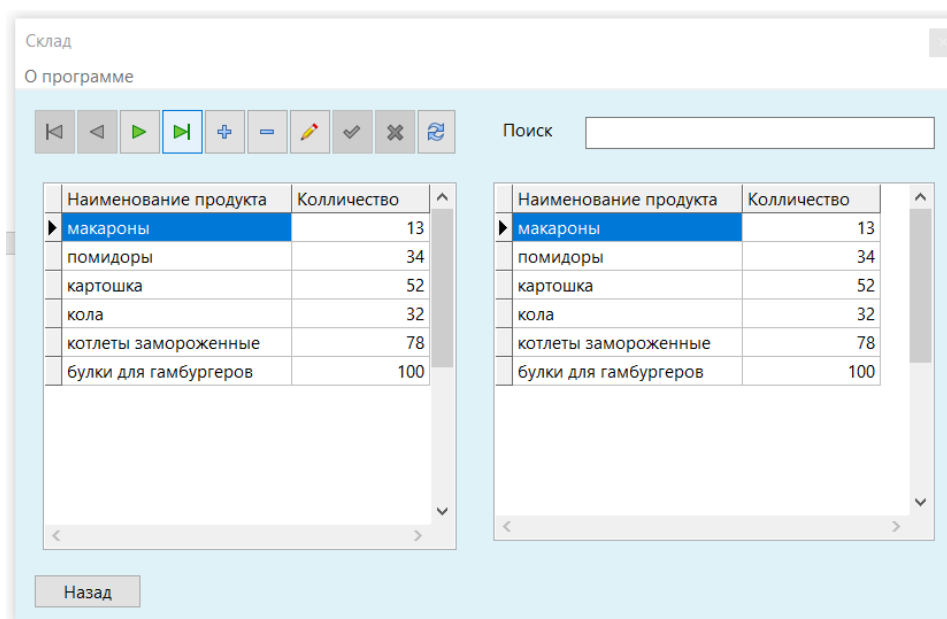 Склад
О программе
Поиск
Наименование продукта Колличество
макароны 13
помидоры 34
картошка 52
кола 32
котлеты замороженные 78
булки для гамбургеров 100
Наименование продукта Колличество
макароны 13
помидоры 34
картошка 52
кола 32
котлеты замороженные 78
булки для гамбургеров 100
Назад